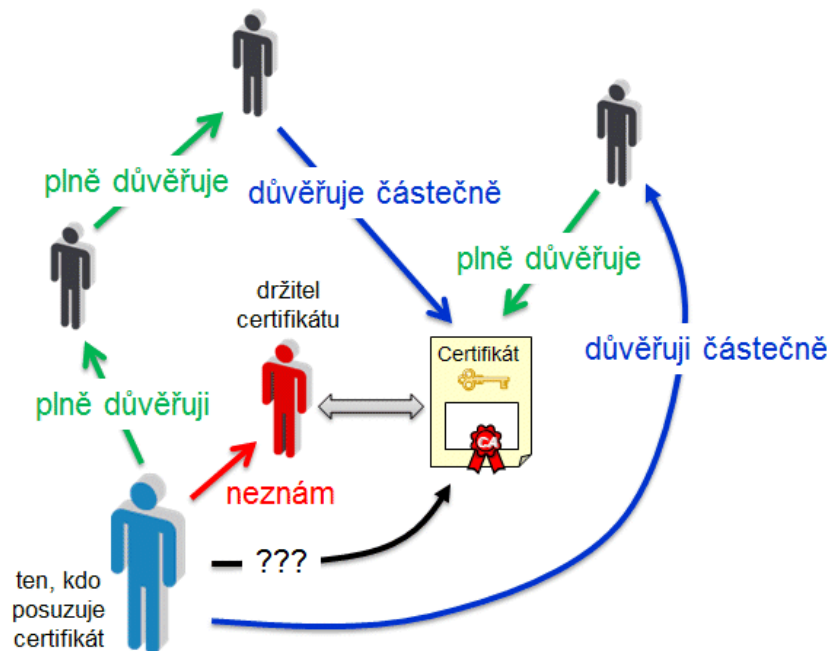 plně důvěřuje
důvěřuje částečně
plně důvěřuje
držitel
certifikátu
Certifikát
CA
důvěřuji částečně
plně důvěřuji
neznám
???
ten, kdo
posuzuje
certifikát